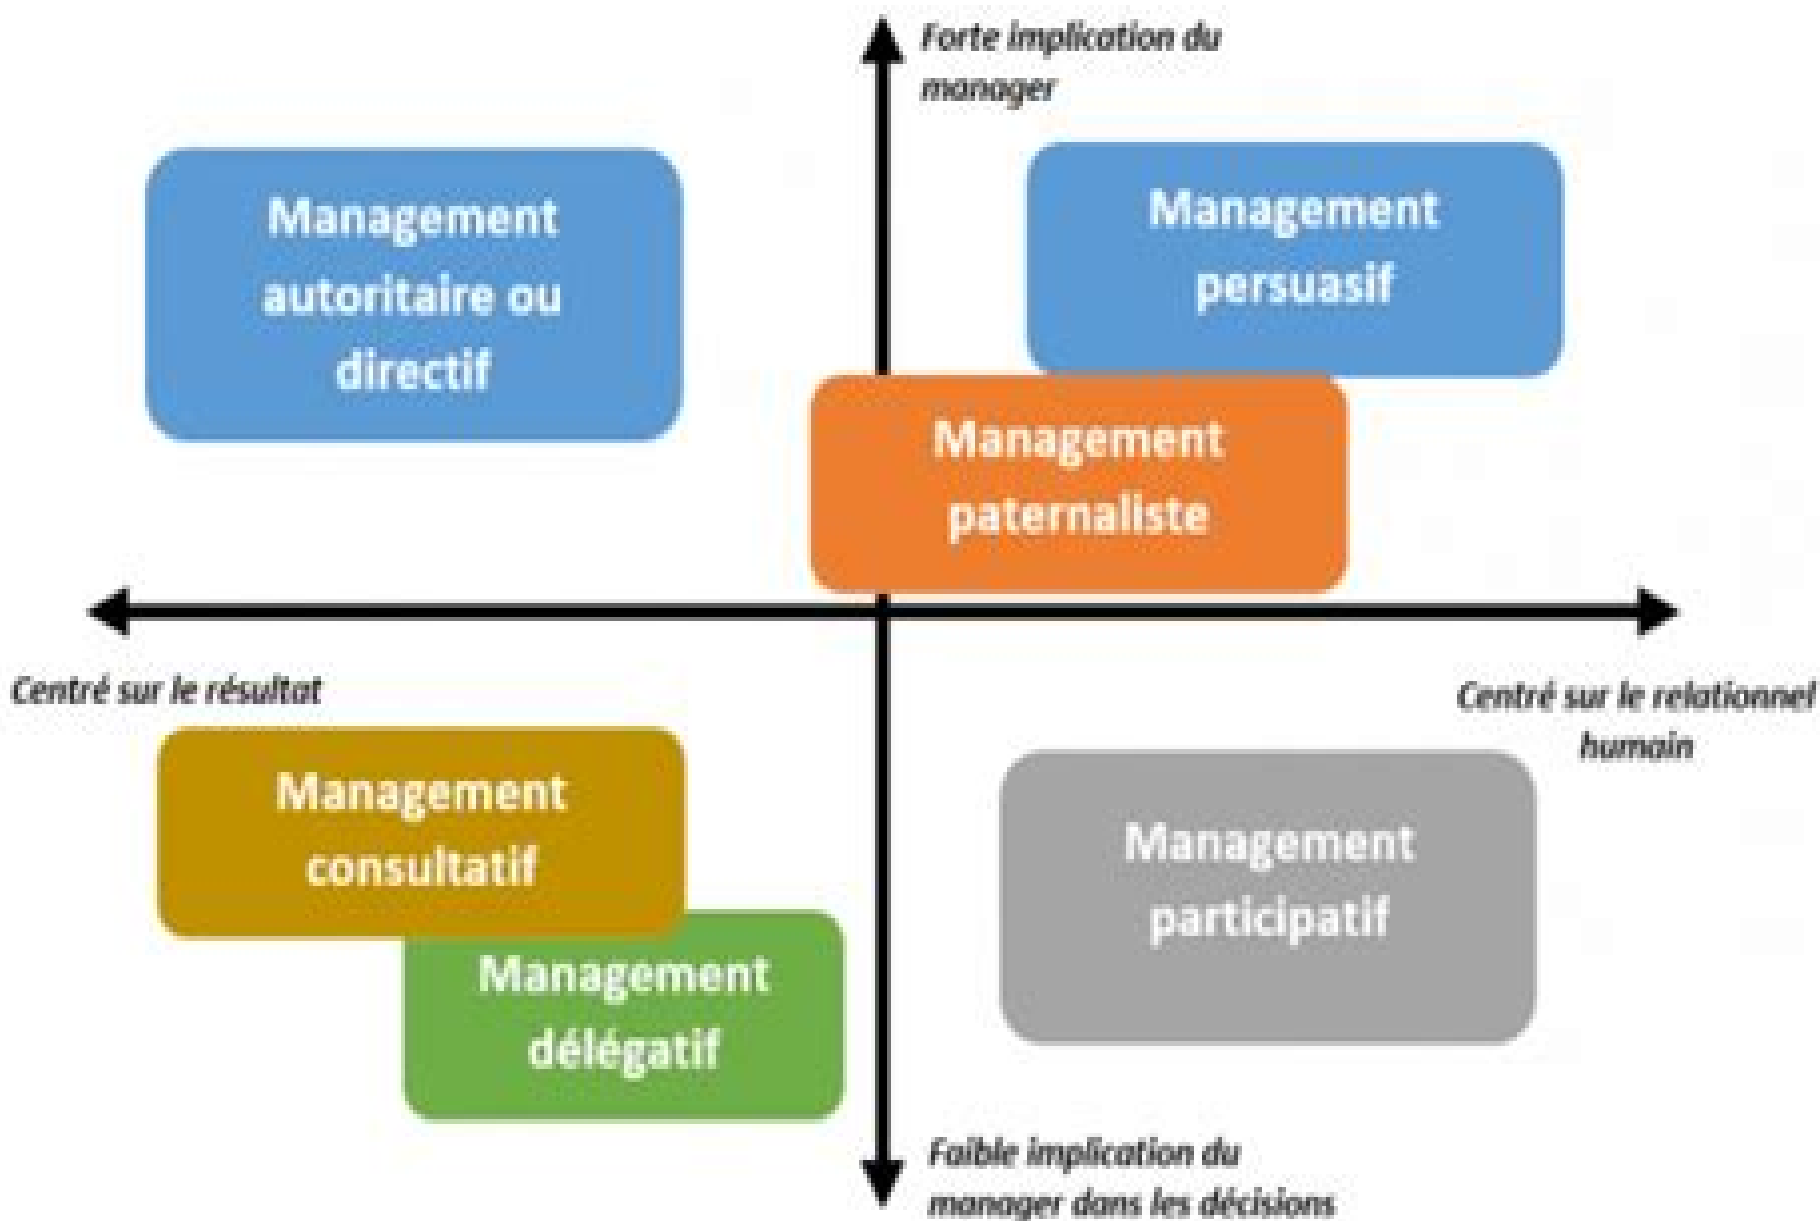 Forte implication du
manager
Management
autoritaire ou
directif
Management
persuasif
Management
paternaliste
Centré sur le résultat
Centré sur le relationnel
humain
Management
consultatif
Management
participatif
Management
délégatif
Faible implication du
manager dans les décisions